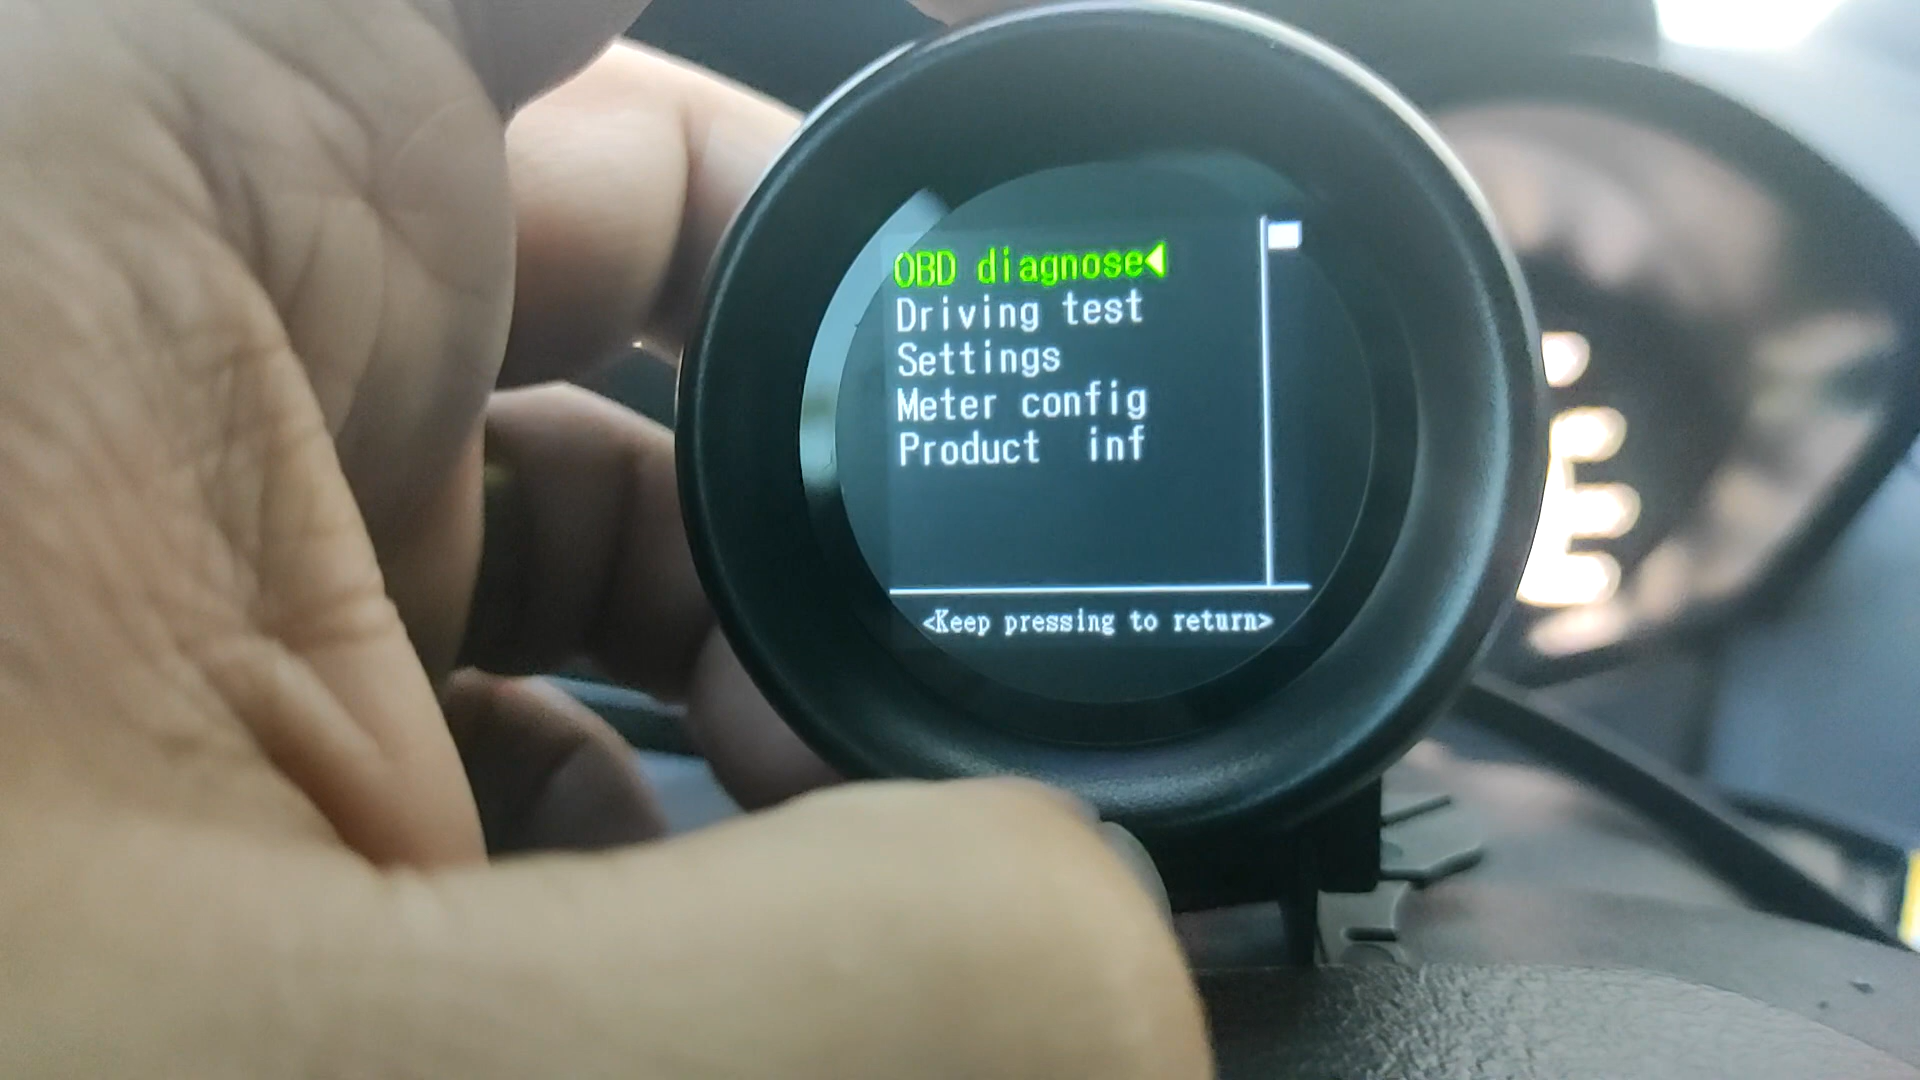 OBD diagnose
Driving test
Settings
Meter config
Product inf
<Keep pressing to return>